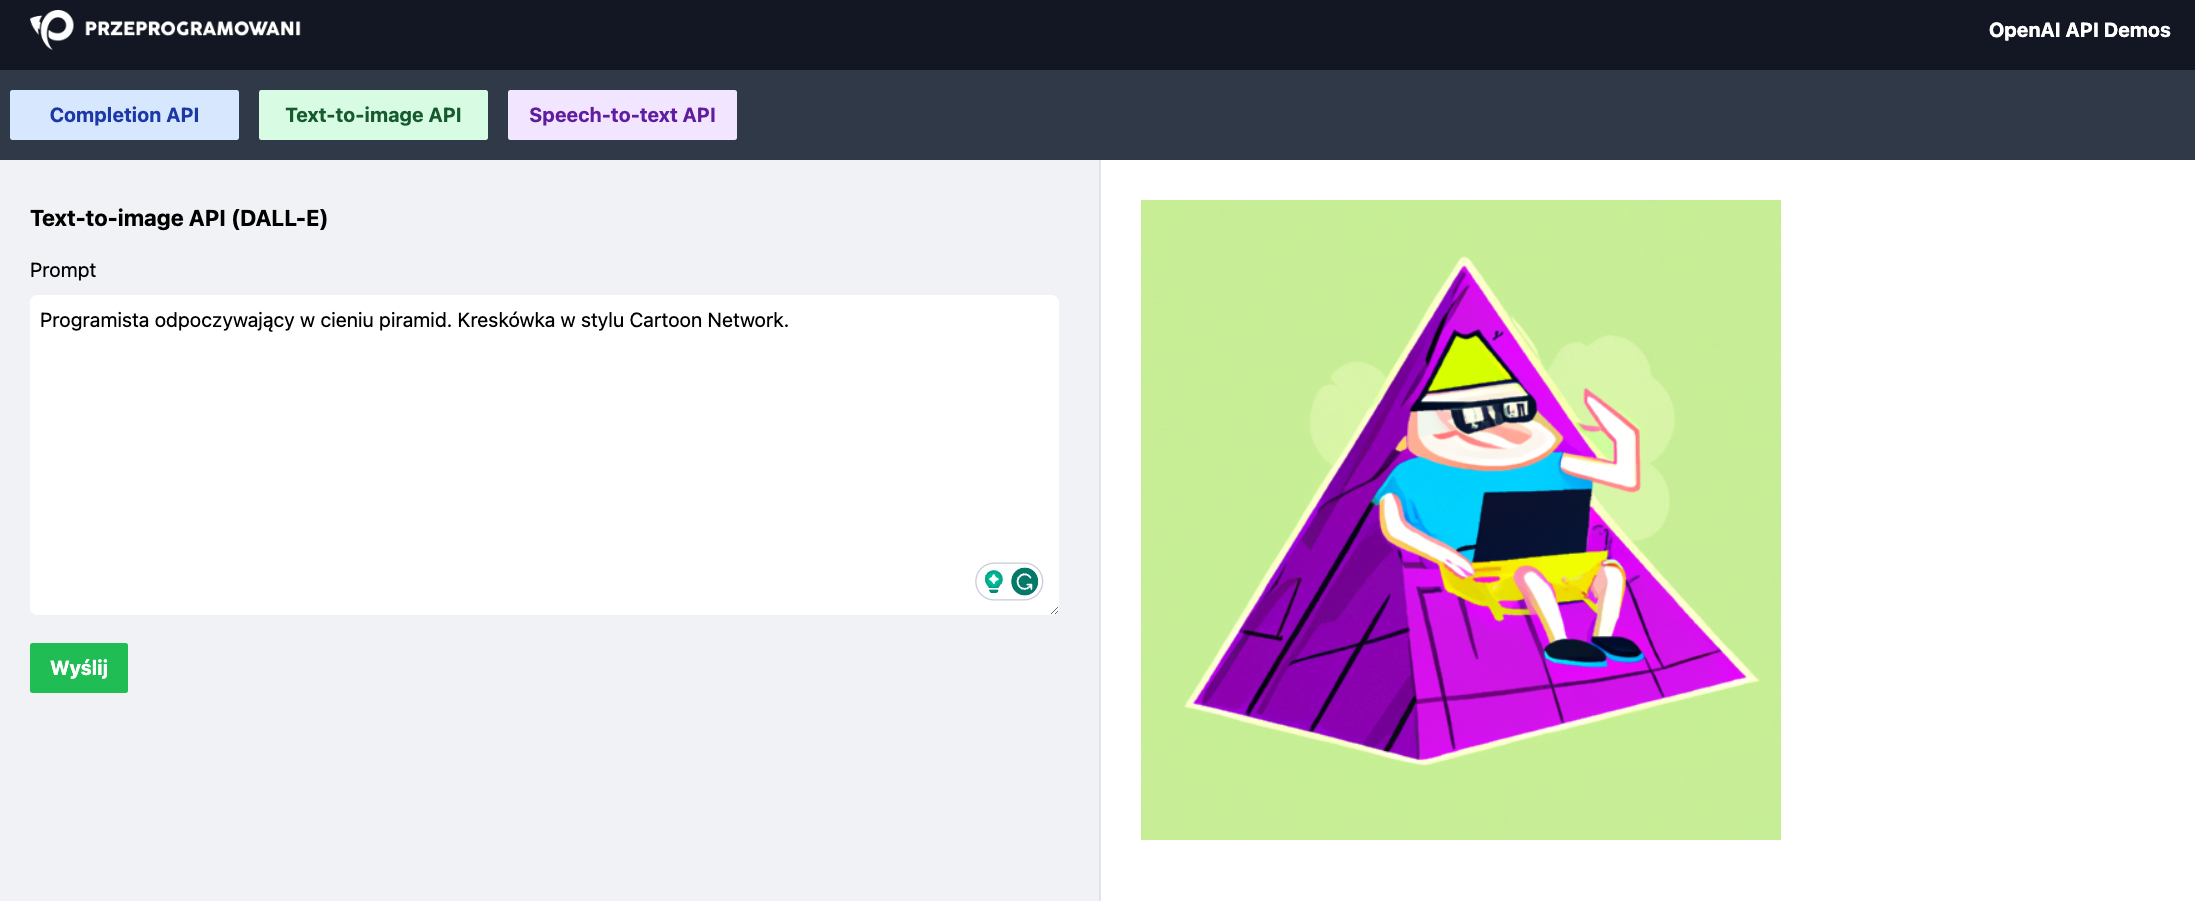 PRZEPROGRAMOWANI
OpenAI API Demos
Completion API
Text-to-image API
Speech-to-text API
Text-to-image API (DALL-E)
Prompt
Programista odpoczywający w cieniu piramid. Kreskówka w stylu Cartoon Network.
Wyślij